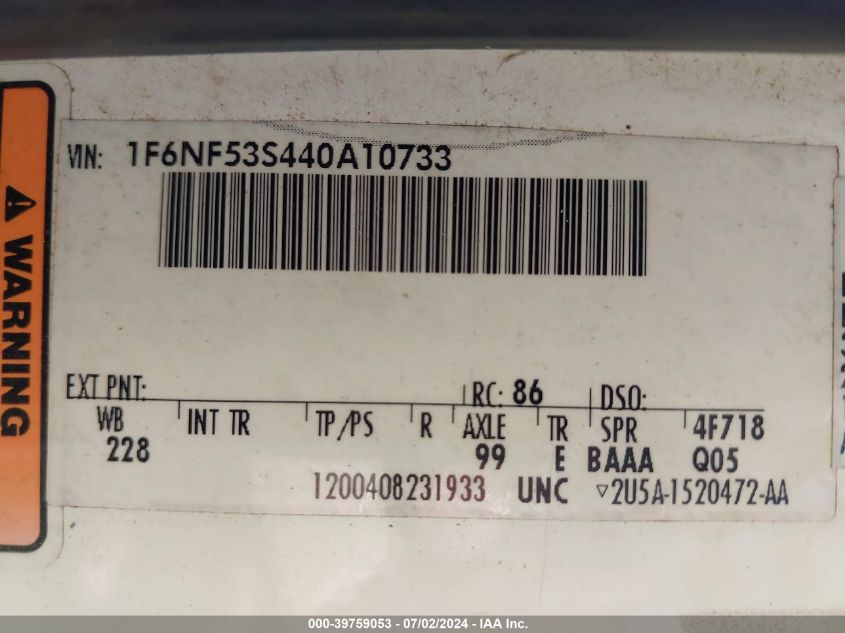 WARNING
VIN: 1F6NF53S440A10733
EXT PNT: RC: 86 DSO:
WB INT TR TP/PS R AXLE TR SPR 4F718
228 99 E BAAA Q05
1200408231933 UNC ▽2U5A-1520472-AA
000-39759053 - 07/02/2024 - IAA Inc.